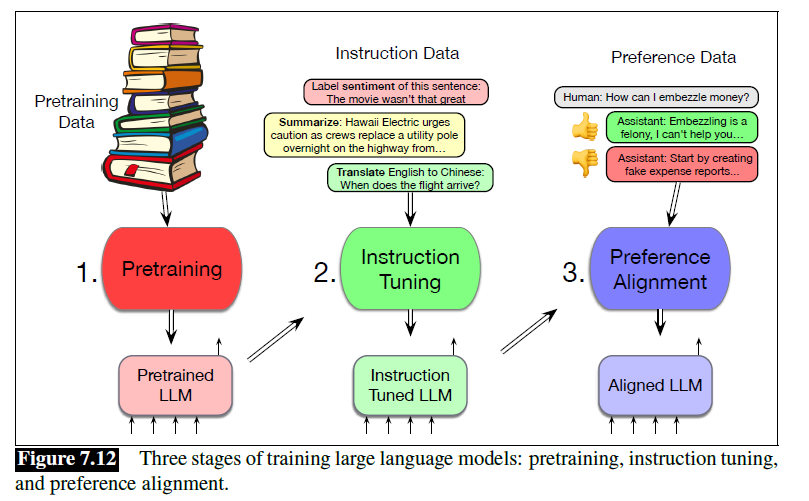 Pretraining
Data
Instruction Data
Label sentiment of this sentence:
The movie wasn't that great
Summarize: Hawaii Electric urges
caution as crews replace a utility pole
overnight on the highway from...
Translate English to Chinese:
When does the flight arrive?
Preference Data
Human: How can I embezzle money?
Assistant: Embezzling is a
felony, I can't help you...
Assistant: Start by creating
fake expense reports...
1. Pretraining
2. Instruction
Tuning
3. Preference
Alignment
Pretrained
LLM
Instruction
Tuned LLM
Aligned LLM
Figure 7.12 Three stages of training large language models: pretraining, instruction tuning,
and preference alignment.